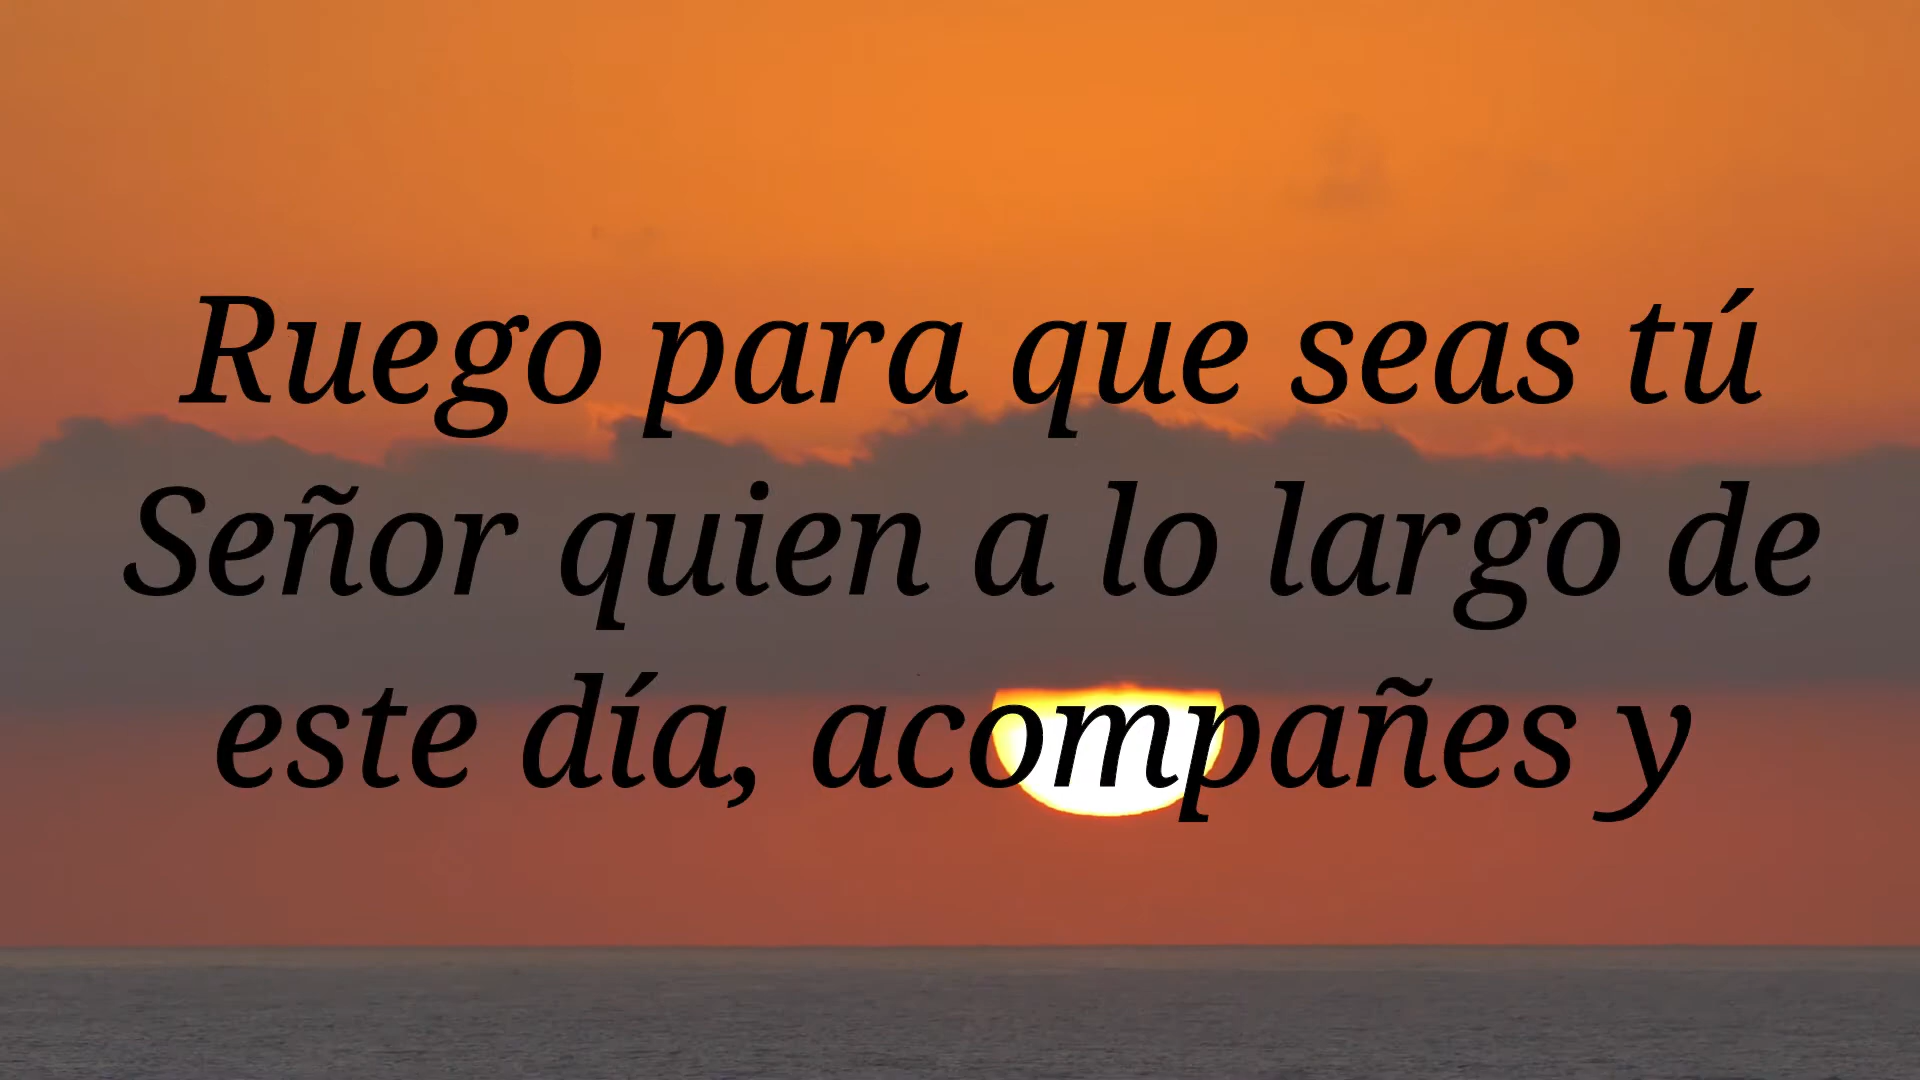 Ruego para que seas tú
Señor quien a lo largo de
este día, acompañes y